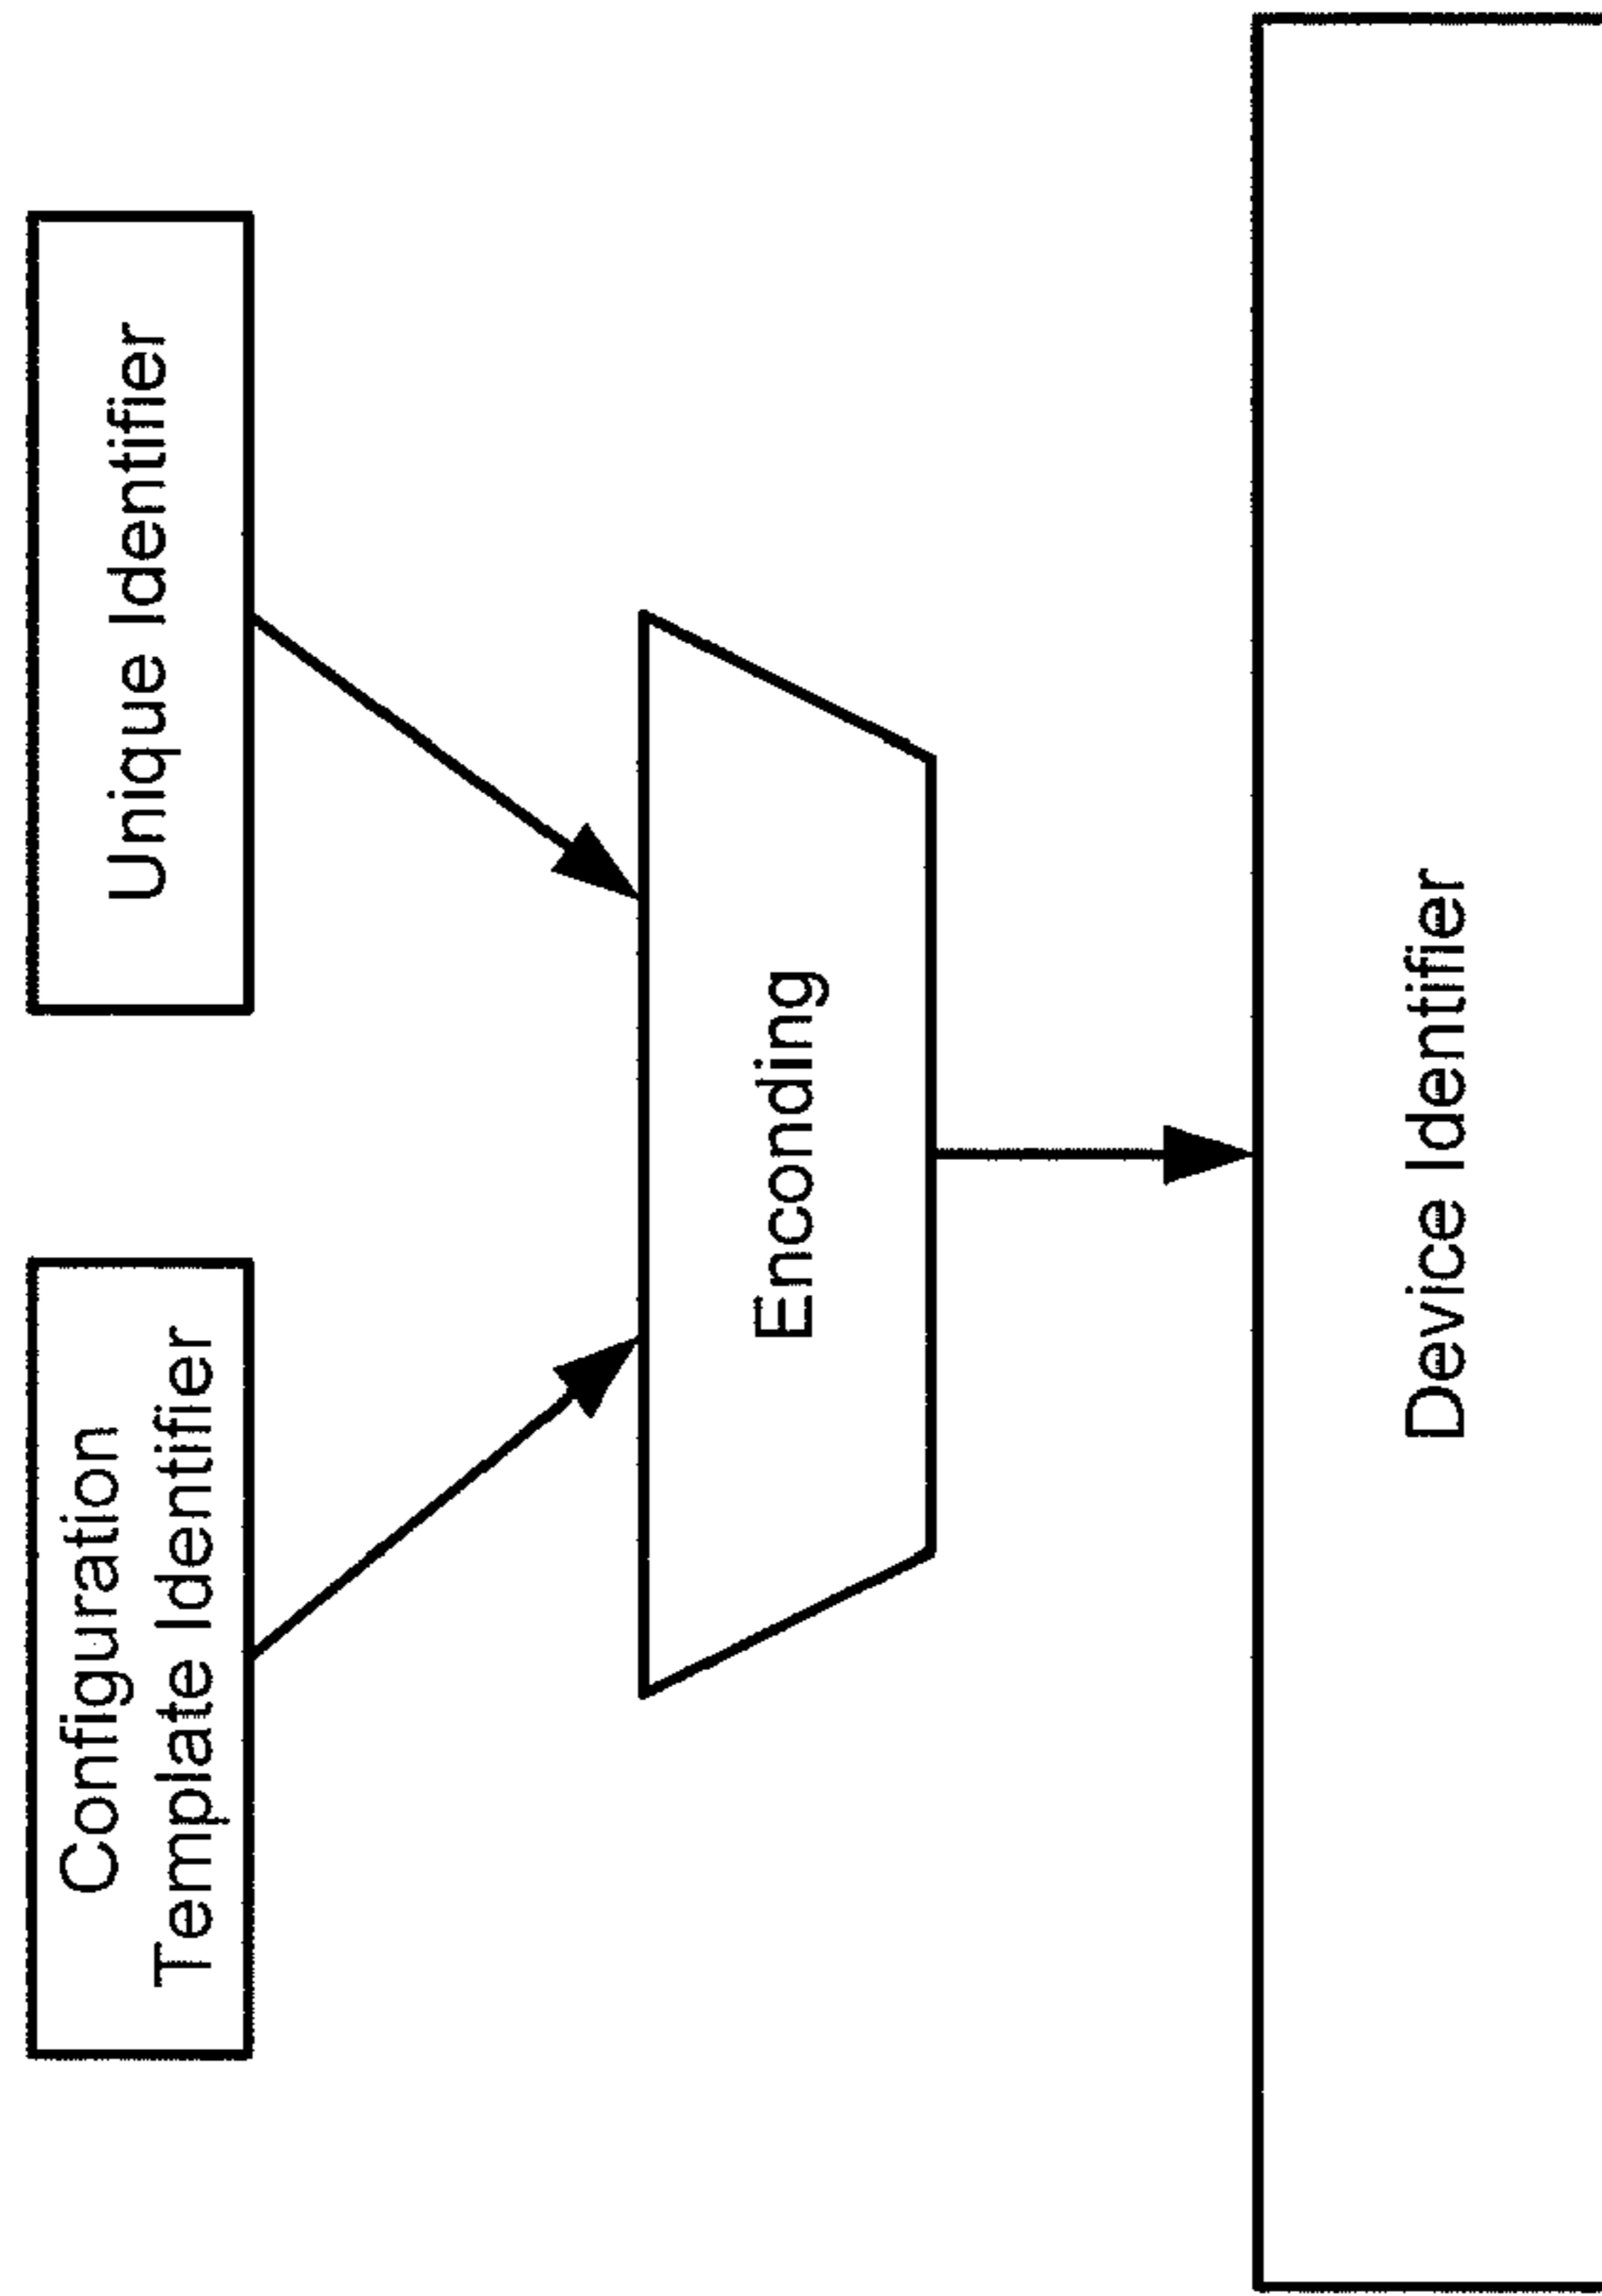 Configuration
Template Identifier
Unique Identifier
Enconding
Device Identifier